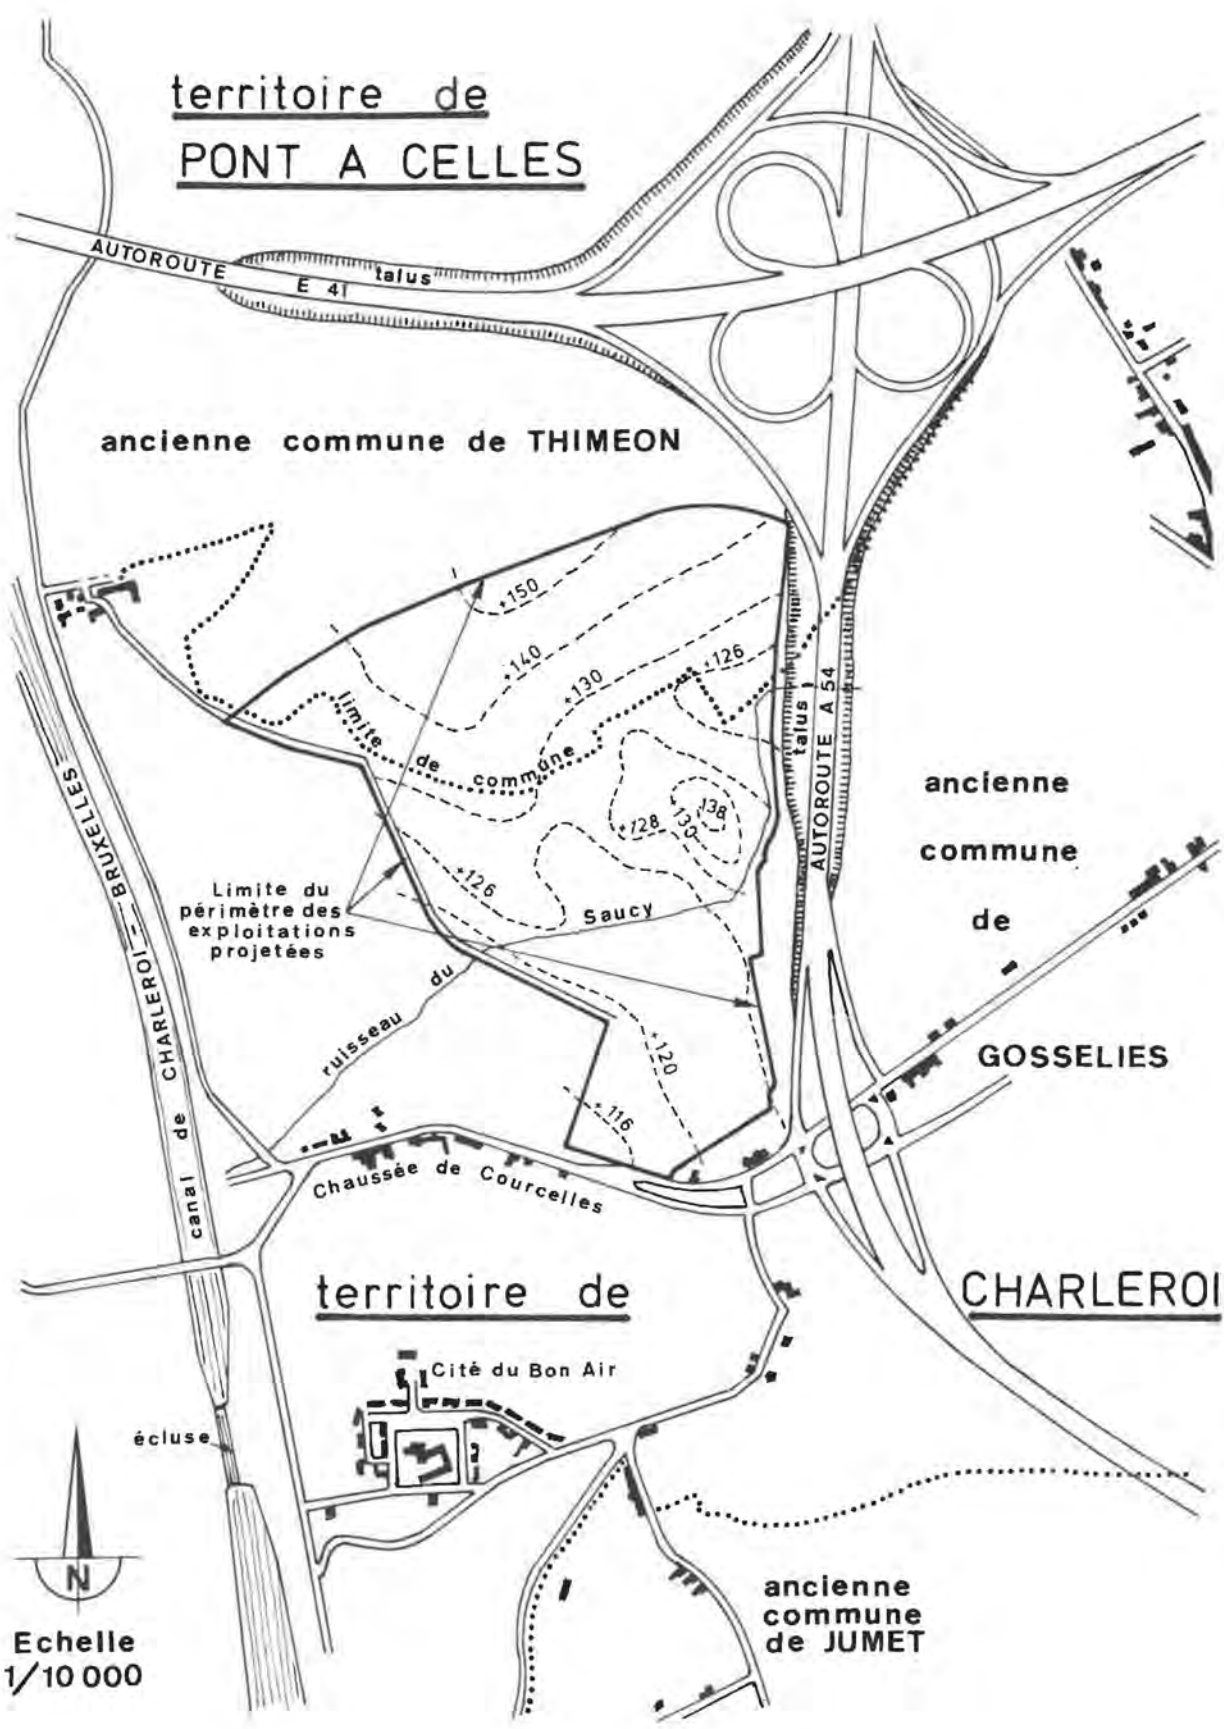 territoire de
PONT A CELLES
AUTOROUTE E 41
talus
ancienne commune de THIMEON
+150
+140
+130
+126
limite de commune
talus
AUTOROUTE A 54
138
+128
130
+126
Limite du
périmètre des
exploitations
projetées
ruisseau du Saucy
ancienne
commune
de
GOSSELIES
canal de CHARLEROI - BRUXELLES
+120
+116
Chaussée de Courcelles
territoire de
CHARLEROI
Cité du Bon Air
écluse
N
Echelle
1/10 000
ancienne
commune
de JUMET